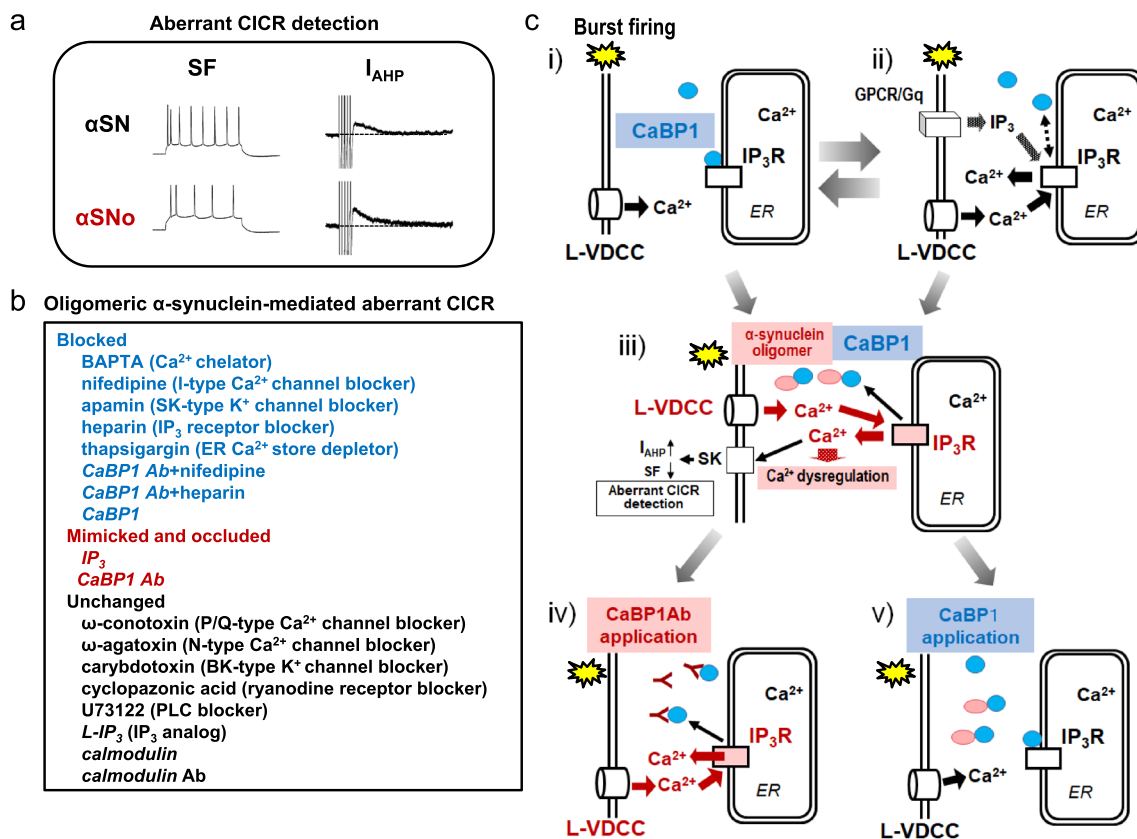 a
Aberrant CICR detection
SF
I_AHP
αSN
αSNo
b
Oligomeric α-synuclein-mediated aberrant CICR
Blocked
BAPTA (Ca²⁺ chelator)
nifedipine (l-type Ca²⁺ channel blocker)
apamin (SK-type K⁺ channel blocker)
heparin (IP₃ receptor blocker)
thapsigargin (ER Ca²⁺ store depletor)
CaBP1 Ab+nifedipine
CaBP1 Ab+heparin
CaBP1
Mimicked and occluded
IP₃
CaBP1 Ab
Unchanged
ω-conotoxin (P/Q-type Ca²⁺ channel blocker)
ω-agatoxin (N-type Ca²⁺ channel blocker)
carybdotoxin (BK-type K⁺ channel blocker)
cyclopazonic acid (ryanodine receptor blocker)
U73122 (PLC blocker)
L-IP₃ (IP₃ analog)
calmodulin
calmodulin Ab
c
Burst firing
i)
CaBP1
Ca²⁺
IP₃R
Ca²⁺
ER
L-VDCC
ii)
GPCR/Gq
IP₃
Ca²⁺
IP₃R
Ca²⁺
Ca²⁺
ER
L-VDCC
iii)
α-synuclein
oligomer
CaBP1
L-VDCC
Ca²⁺
Ca²⁺
Ca²⁺
IP₃R
I_AHP
SK
SF
Ca²⁺ dysregulation
Aberrant CICR
detection
ER
iv)
CaBP1Ab
application
Ca²⁺
IP₃R
Ca²⁺
Ca²⁺
ER
L-VDCC
v)
CaBP1
application
Ca²⁺
IP₃R
Ca²⁺
ER
L-VDCC